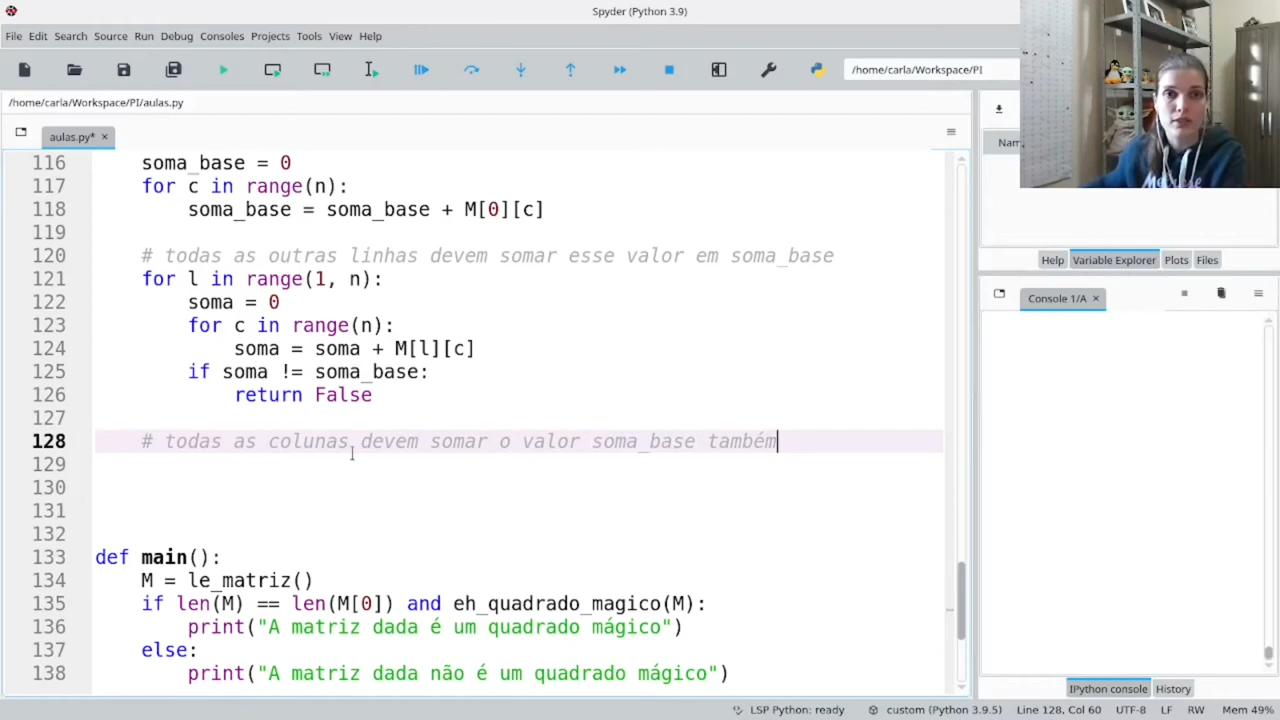 Spyder (Python 3.9)
File Edit Search Source Run Debug Consoles Projects Tools View Help
/home/carla/Workspace/PI
/home/carla/Workspace/PI/aulas.py
aulas.py*
116 soma_base = 0
117 for c in range(n):
118 soma_base = soma_base + M[0][c]
119
120 # todas as outras linhas devem somar esse valor em soma_base
121 for l in range(1, n):
122 soma = 0
123 for c in range(n):
124 soma = soma + M[l][c]
125 if soma != soma_base:
126 return False
127
128 # todas as colunas devem somar o valor soma_base também
129
130
131
132
133 def main():
134 M = le_matriz()
135 if len(M) == len(M[0]) and eh_quadrado_magico(M):
136 print("A matriz dada é um quadrado mágico")
137 else:
138 print("A matriz dada não é um quadrado mágico")
Nam
Help Variable Explorer Plots Files
Console 1/A
IPython console History
LSP Python: ready custom (Python 3.9.5) Line 128, Col 60 UTF-8 LF RW Mem 49%